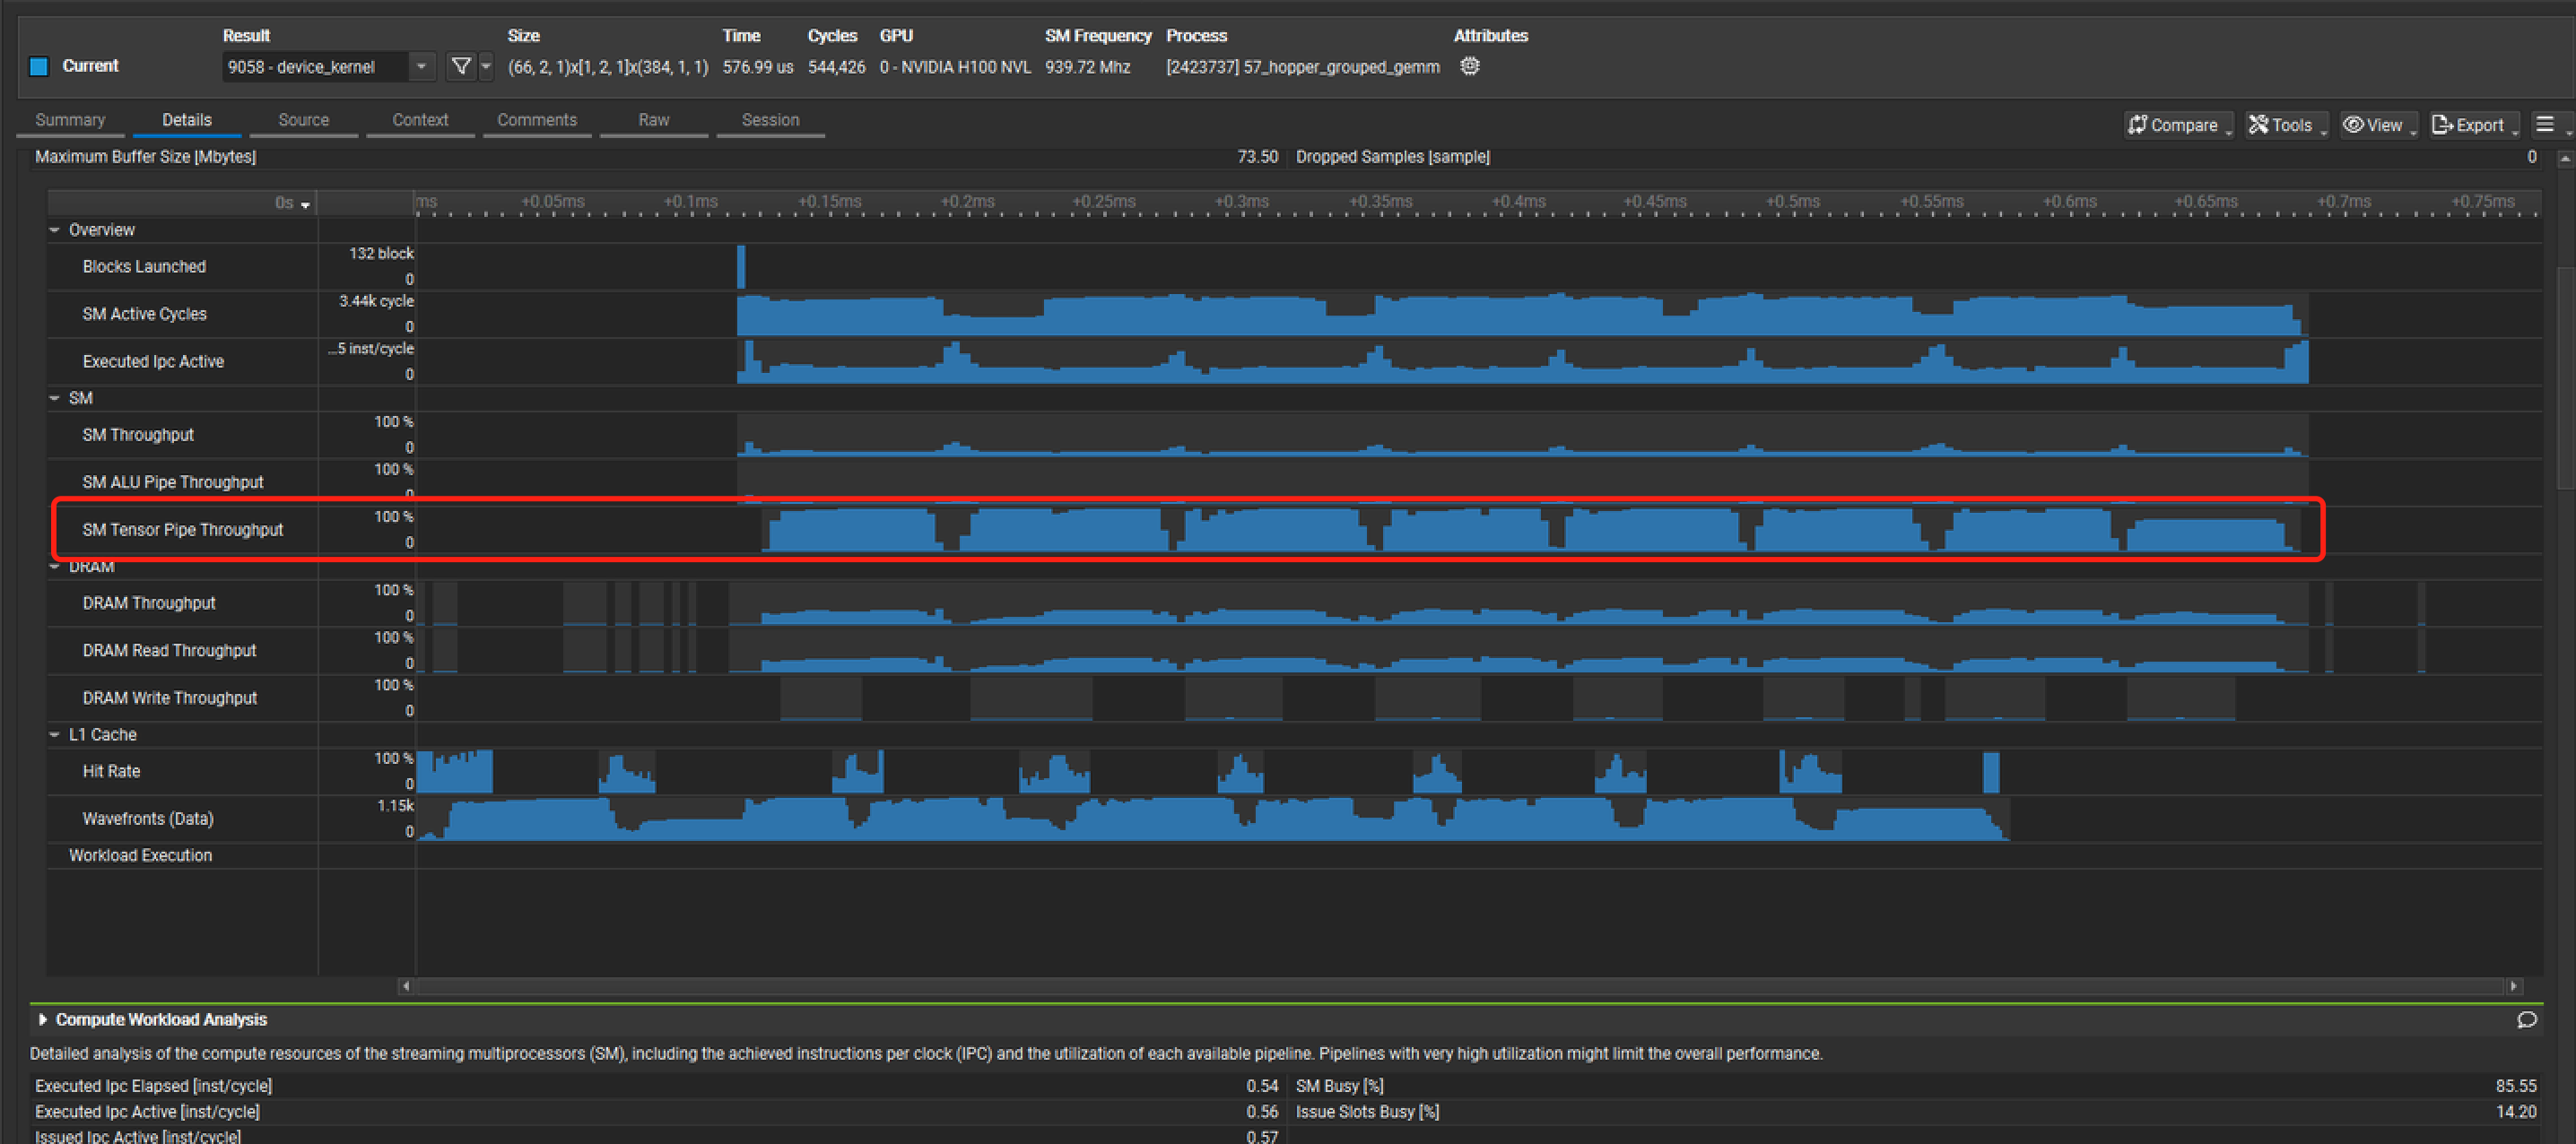 Result Size Time Cycles GPU SM Frequency Process Attributes
Current 9058 - device_kernel (66, 2, 1)x[1, 2, 1]x(384, 1, 1) 576.99 us 544,426 0 - NVIDIA H100 NVL 939.72 Mhz [2423737] 57_hopper_grouped_gemm
Summary Details Source Context Comments Raw Session Compare Tools View Export
Maximum Buffer Size [Mbytes] 73.50 Dropped Samples [sample] 0
0s ms +0.05ms +0.1ms +0.15ms +0.2ms +0.25ms +0.3ms +0.35ms +0.4ms +0.45ms +0.5ms +0.55ms +0.6ms +0.65ms +0.7ms +0.75ms
Overview
Blocks Launched 132 block 0
SM Active Cycles 3.44k cycle 0
Executed Ipc Active ...5 inst/cycle 0
SM
SM Throughput 100 % 0
SM ALU Pipe Throughput 100 % 0
SM Tensor Pipe Throughput 100 % 0
DRAM
DRAM Throughput 100 % 0
DRAM Read Throughput 100 % 0
DRAM Write Throughput 100 % 0
L1 Cache
Hit Rate 100 % 0
Wavefronts (Data) 1.15k 0
Workload Execution
Compute Workload Analysis
Detailed analysis of the compute resources of the streaming multiprocessors (SM), including the achieved instructions per clock (IPC) and the utilization of each available pipeline. Pipelines with very high utilization might limit the overall performance.
Executed Ipc Elapsed [inst/cycle] 0.54 SM Busy [%] 85.55
Executed Ipc Active [inst/cycle] 0.56 Issue Slots Busy [%] 14.20
Issued Ipc Active [inst/cycle] 0.57